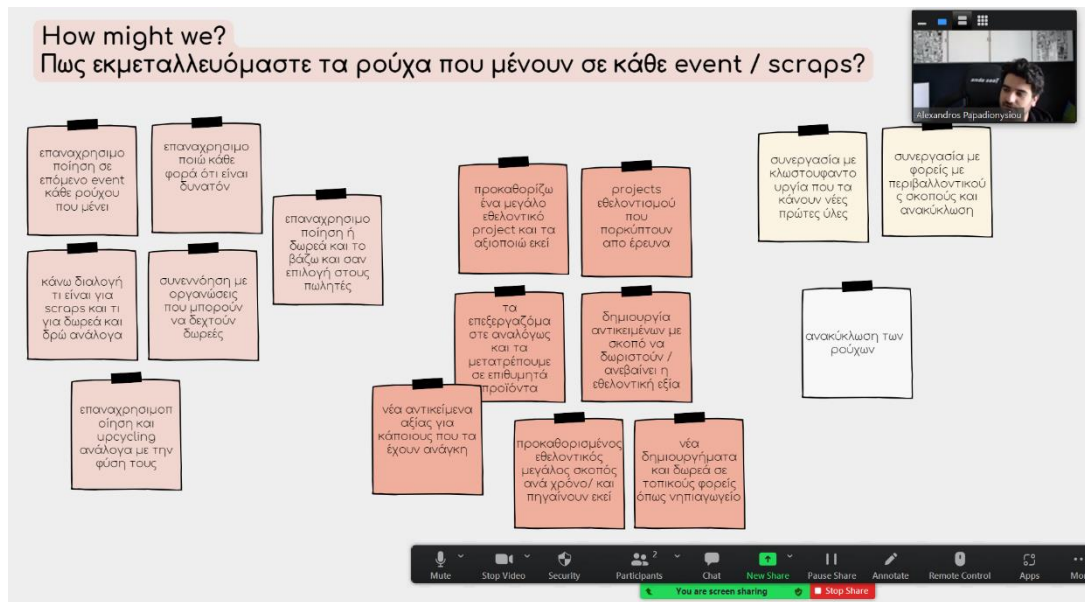 How might we?
Πως εκμεταλλευόμαστε τα ρούχα που μένουν σε κάθε event / scraps?
Alexandros Papadionysiou
επαναχρησιμο
ποίηση σε
επόμενο event
κάθε ρούχου
που μένει
επαναχρησιμο
ποιώ κάθε
φορά ότι είναι
δυνατόν
επαναχρησιμο
ποίηση ή
δωρεά και το
βάζω και σαν
επιλογή στους
πωλητές
κάνω διαλογή
τι είναι για
scraps και τι
για δωρεά και
δρώ ανάλογα
συνεννόηση με
οργανώσεις
που μπορούν
να δεχτούν
δωρεές
επαναχρησιμοπ
οίηση και
upcycling
ανάλογα με την
φύση τους
προκαθορίζω
ένα μεγάλο
εθελοντικό
project και τα
αξιοποιώ εκεί
projects
εθελοντισμού
που
πορκύπτουν
απο έρευνα
τα
επεξεργαζόμα
στε αναλόγως
και τα
μετατρέπουμε
σε επιθυμητά
προϊόντα
δημιουργία
αντικειμένων με
σκοπό να
δωριστούν /
ανεβαίνει η
εθελοντική εξία
νέα αντικείμενα
αξίας για
κάποιους που τα
έχουν ανάγκη
προκαθορισμένος
εθελοντικός
μεγάλος σκοπός
ανά χρόνο/ και
πηγαίνουν εκεί
νέα
δημιουργήματα
και δωρεά σε
τοπικούς φορείς
όπως νηπιαγωγείο
συνεργασία με
κλωστουφαντο
υργία που τα
κάνουν νέες
πρώτες ύλες
συνεργασία με
φορείς με
περιβαλλοντικού
ς σκοπούς και
ανακύκλωση
ανακύκλωση των
ρούχων
Mute
Stop Video
Security
2
Participants
Chat
New Share
Pause Share
Annotate
Remote Control
Apps
You are screen sharing
Stop Share